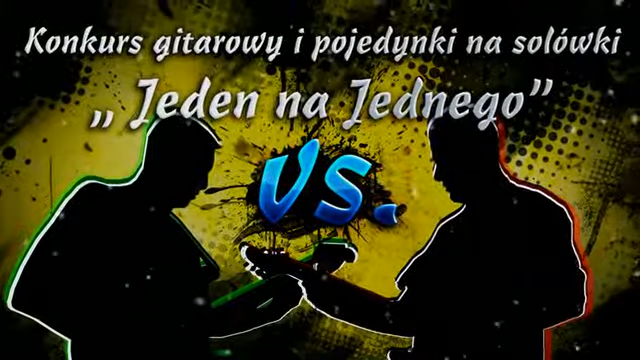 Konkurs gitarowy i pojedynki na solówki
„ Jeden na Jednego”
VS.